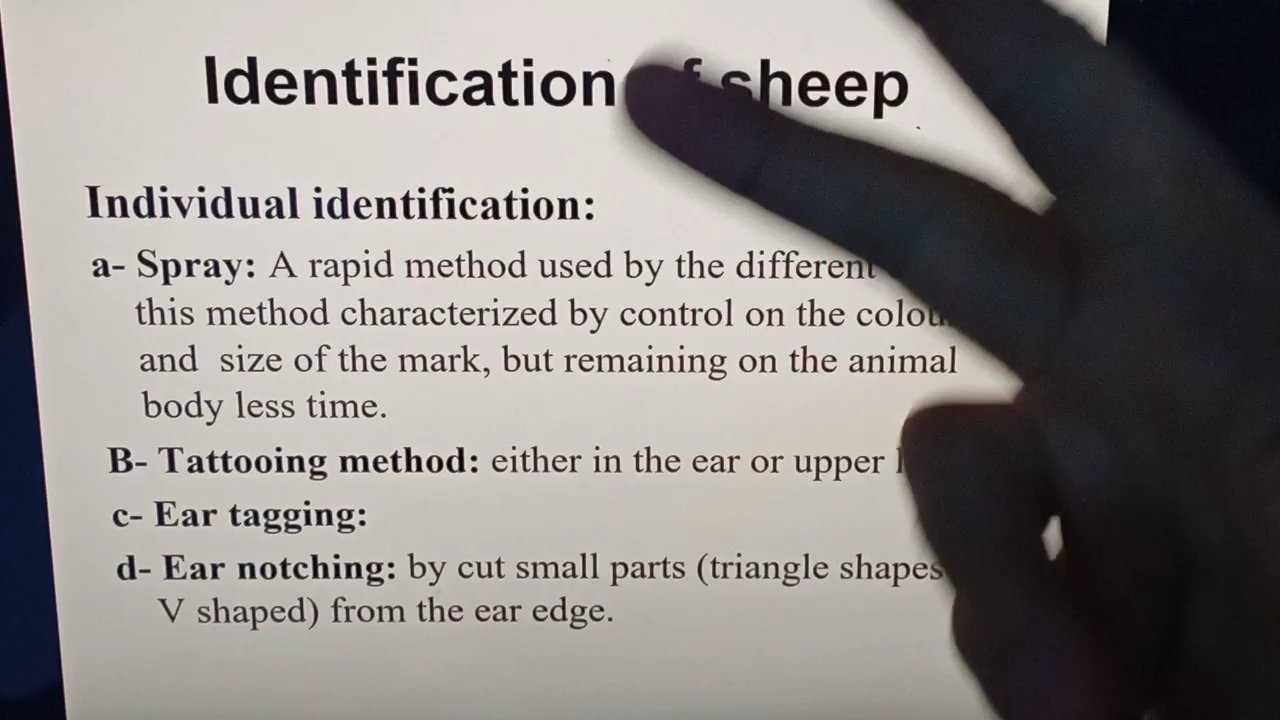 Identification sheep
Individual identification:
a- Spray: A rapid method used by the different
this method characterized by control on the colour
and size of the mark, but remaining on the animal
body less time.
B- Tattooing method: either in the ear or upper
c- Ear tagging:
d- Ear notching: by cut small parts (triangle shapes
V shaped) from the ear edge.